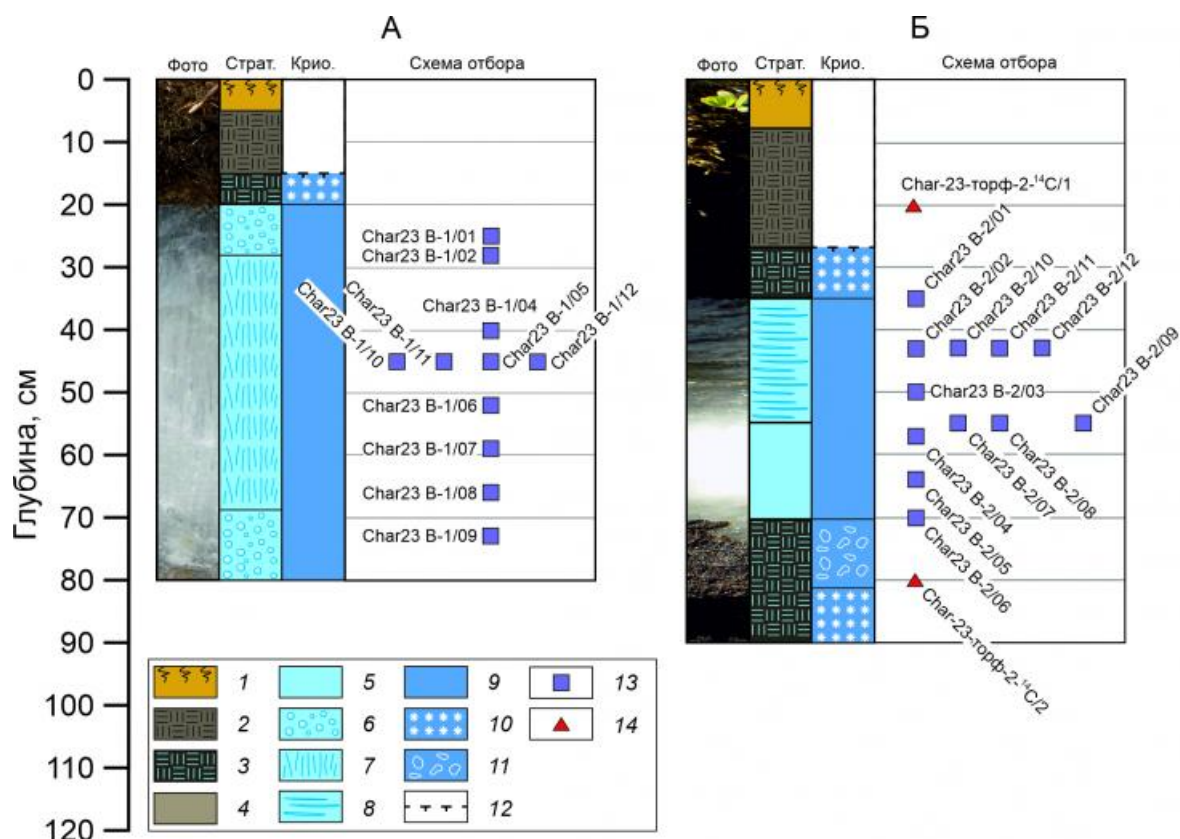 А
Б
Фото
Страт.
Крио.
Схема отбора
Фото
Страт.
Крио.
Схема отбора
Глубина, см
0
10
20
30
40
50
60
70
80
90
100
110
120
Char23 B-1/01
Char23 B-1/02
Char23 B-1/04
Char23 B-1/10
Char23 B-1/11
Char23 B-1/05
Char23 B-1/12
Char23 B-1/06
Char23 B-1/07
Char23 B-1/08
Char23 B-1/09
Char-23-торф-2-¹⁴C/1
Char23 B-2/01
Char23 B-2/02
Char23 B-2/10
Char23 B-2/11
Char23 B-2/12
Char23 B-2/03
Char23 B-2/09
Char23 B-2/04
Char23 B-2/07
Char23 B-2/08
Char23 B-2/05
Char23 B-2/06
Char-23-торф-2-¹⁴C/2
1
5
9
13
2
6
10
14
3
7
11
4
8
12